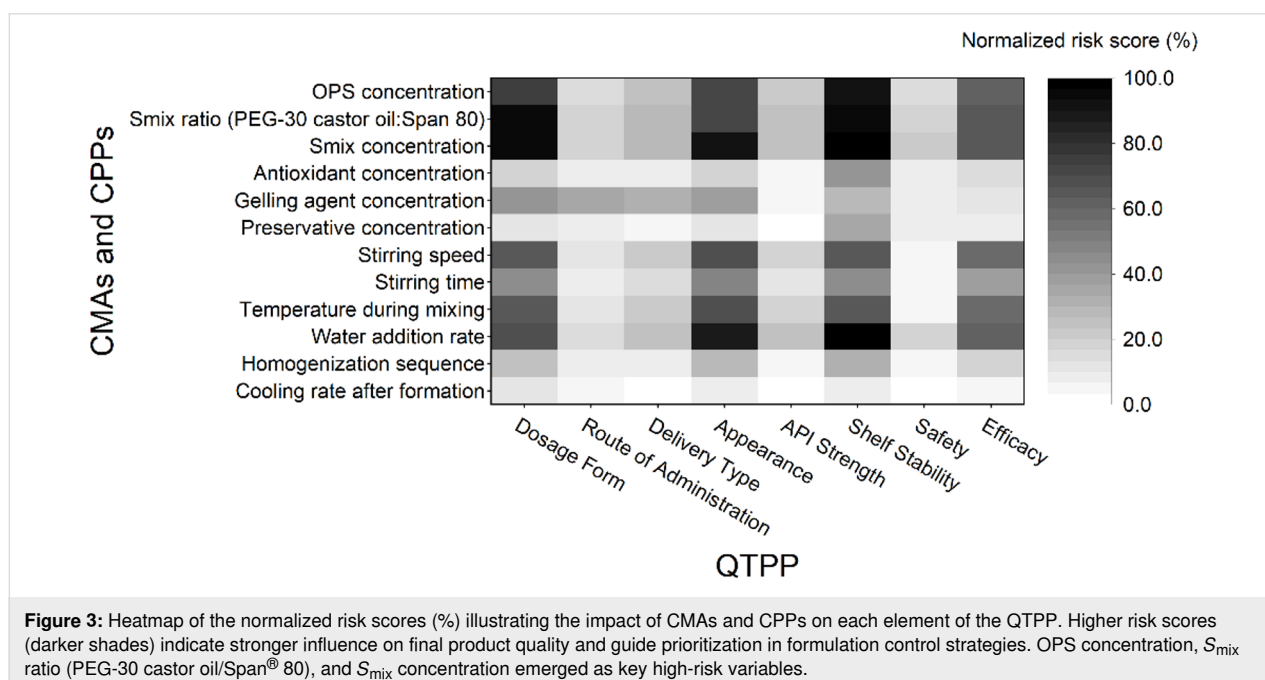 Normalized risk score (%)
CMAs and CPPs
OPS concentration
Smix ratio (PEG-30 castor oil:Span 80)
Smix concentration
Antioxidant concentration
Gelling agent concentration
Preservative concentration
Stirring speed
Stirring time
Temperature during mixing
Water addition rate
Homogenization sequence
Cooling rate after formation
100.0
80.0
60.0
40.0
20.0
0.0
Dosage Form
Route of Administration
Delivery Type
Appearance
API Strength
Shelf Stability
Safety
Efficacy
QTPP
Figure 3: Heatmap of the normalized risk scores (%) illustrating the impact of CMAs and CPPs on each element of the QTPP. Higher risk scores
(darker shades) indicate stronger influence on final product quality and guide prioritization in formulation control strategies. OPS concentration, Smix
ratio (PEG-30 castor oil/Span® 80), and Smix concentration emerged as key high-risk variables.